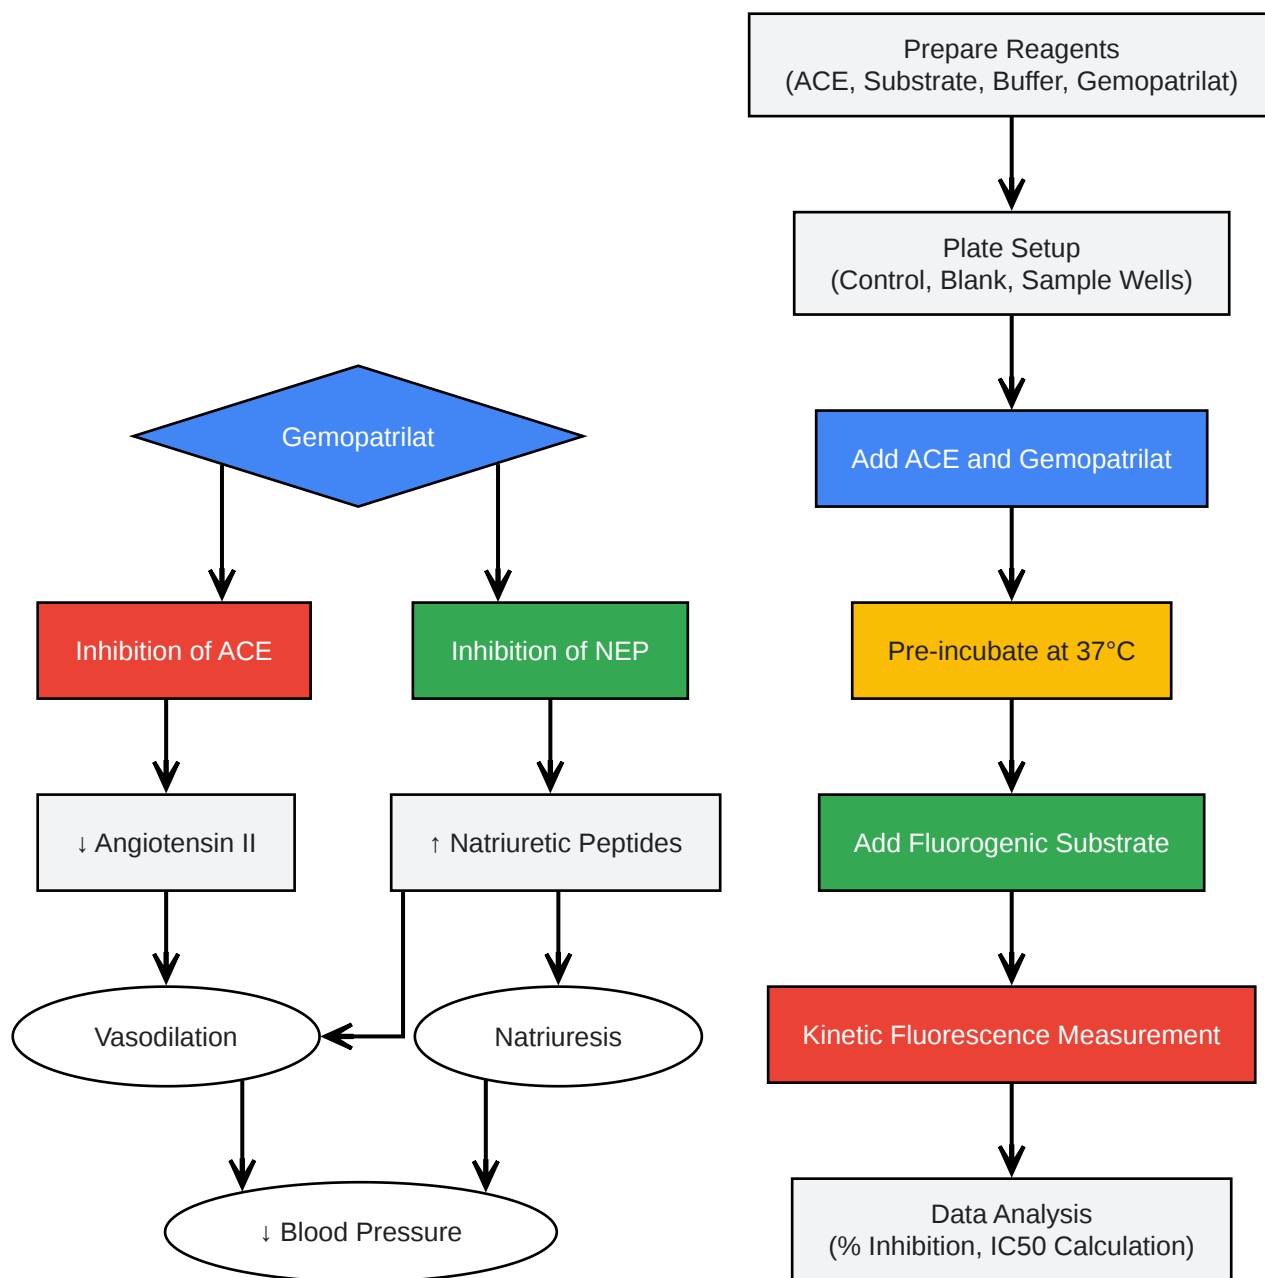 Gemopatrilat
Inhibition of ACE
Inhibition of NEP
↓ Angiotensin II
↑ Natriuretic Peptides
Vasodilation
Natriuresis
↓ Blood Pressure
Prepare Reagents
(ACE, Substrate, Buffer, Gemopatrilat)
Plate Setup
(Control, Blank, Sample Wells)
Add ACE and Gemopatrilat
Pre-incubate at 37°C
Add Fluorogenic Substrate
Kinetic Fluorescence Measurement
Data Analysis
(% Inhibition, IC50 Calculation)